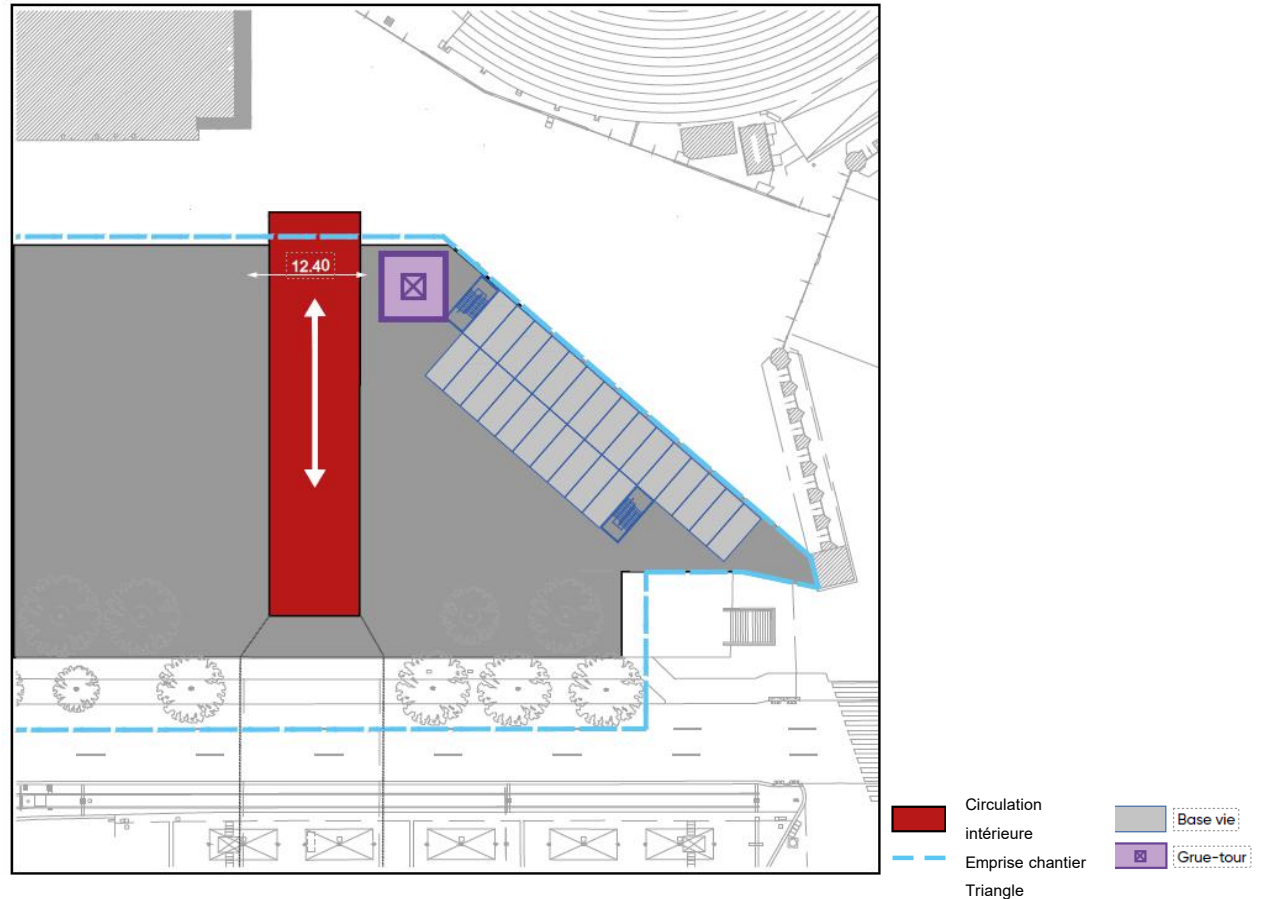 12.40
Circulation
intérieure
Emprise chantier
Triangle
Base vie
Grue-tour